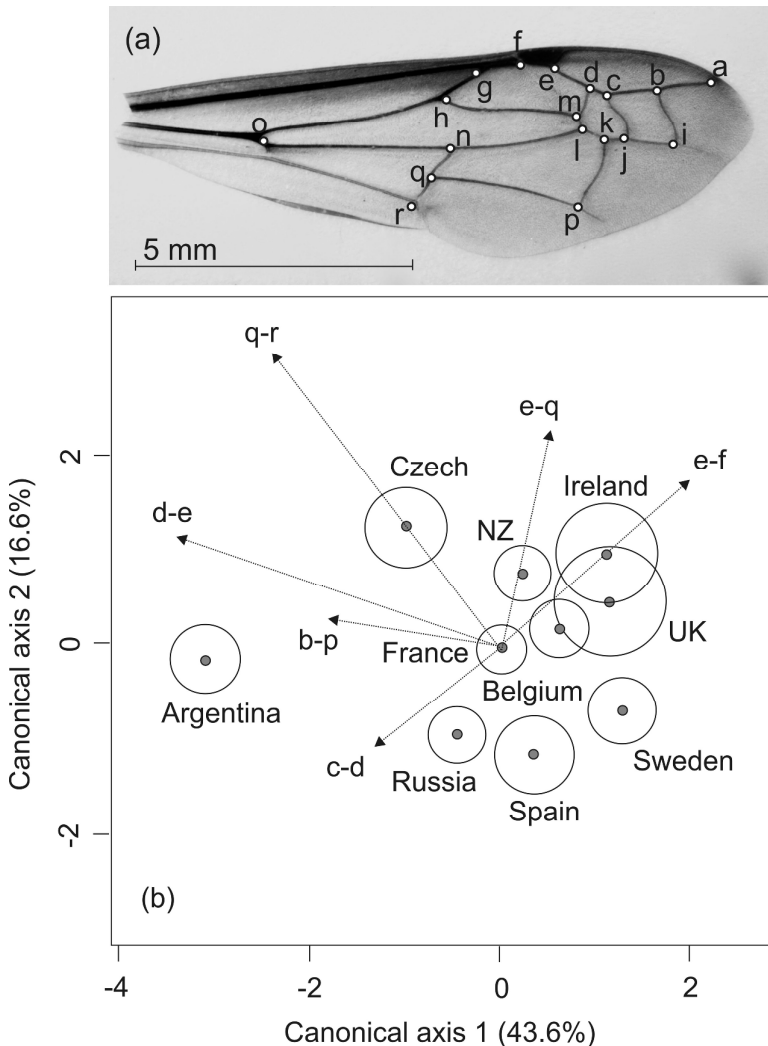 (a)
f
a
e
d
c
b
g
h
m
o
n
l
k
j
i
q
r
p
5 mm
q-r
e-q
e-f
Czech
Ireland
d-e
NZ
b-p
France
UK
Belgium
Argentina
c-d
Russia
Sweden
Spain
(b)
2
0
-2
Canonical axis 2 (16.6%)
-4
-2
0
2
Canonical axis 1 (43.6%)